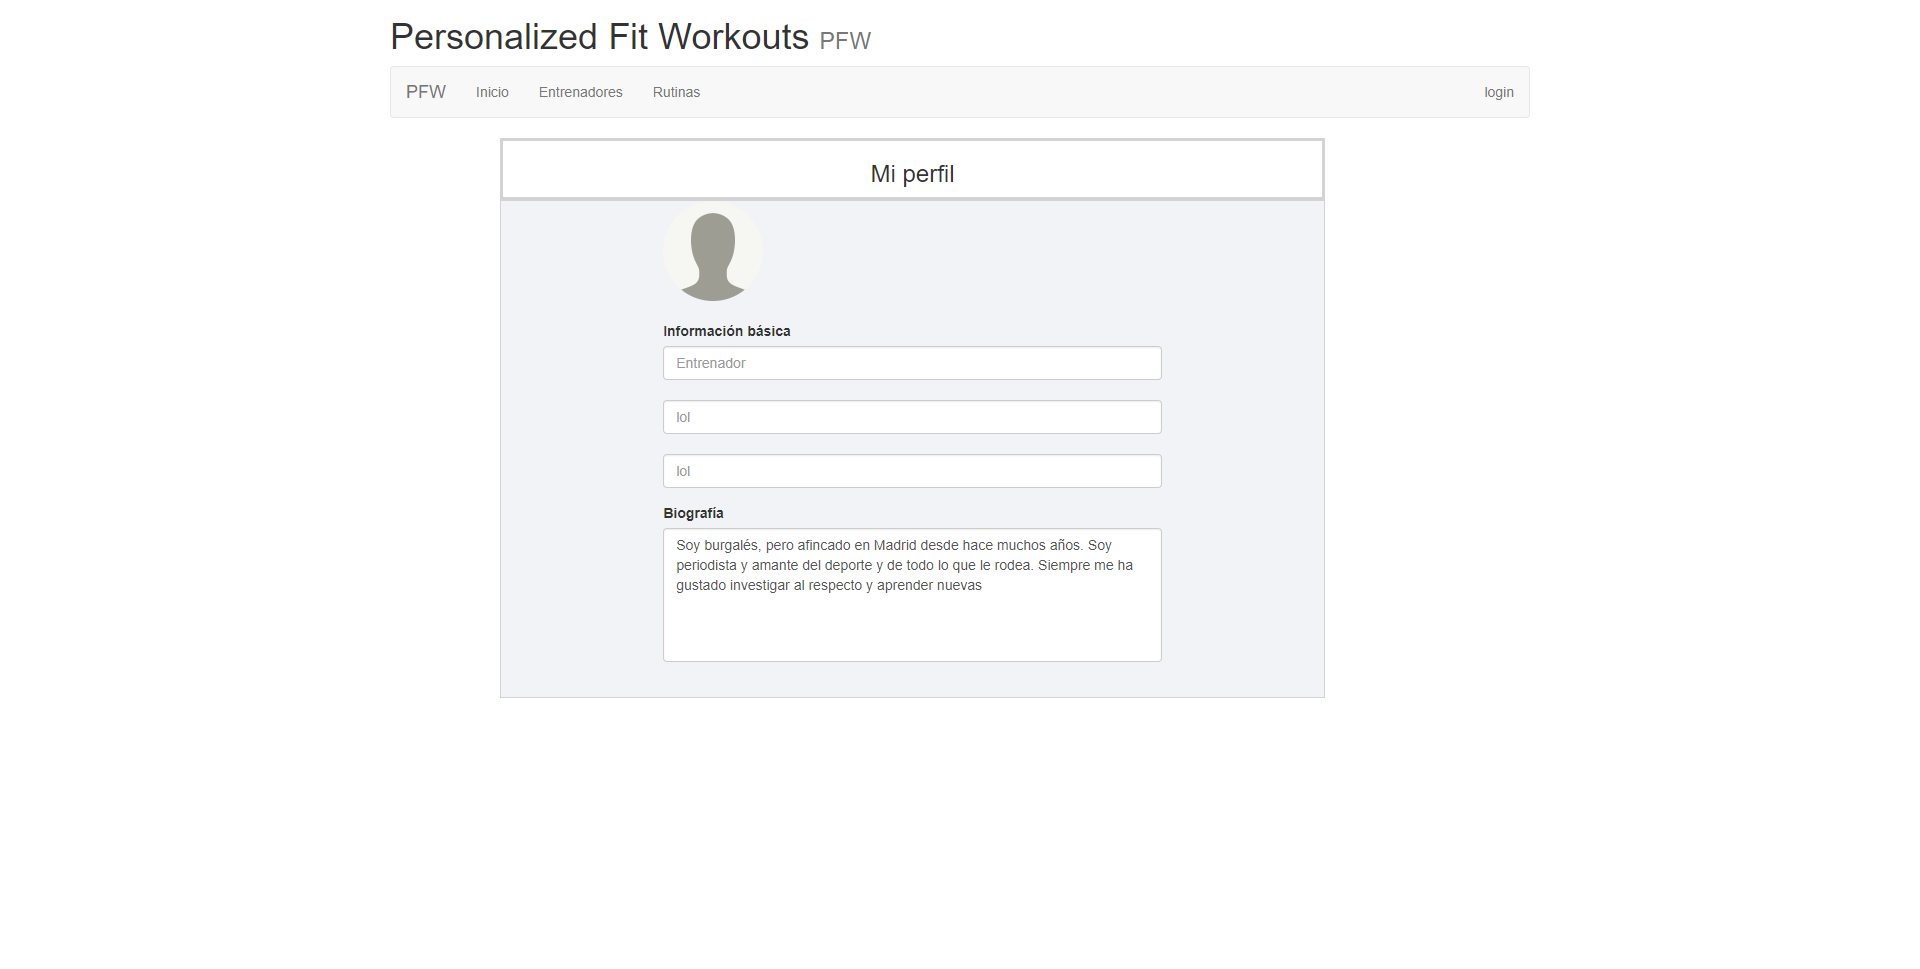 Personalized Fit Workouts PFW
PFW Inicio Entrenadores Rutinas login
Mi perfil
Información básica
Entrenador
lol
lol
Biografía
Soy burgalés, pero afincado en Madrid desde hace muchos años. Soy
periodista y amante del deporte y de todo lo que le rodea. Siempre me ha
gustado investigar al respecto y aprender nuevas